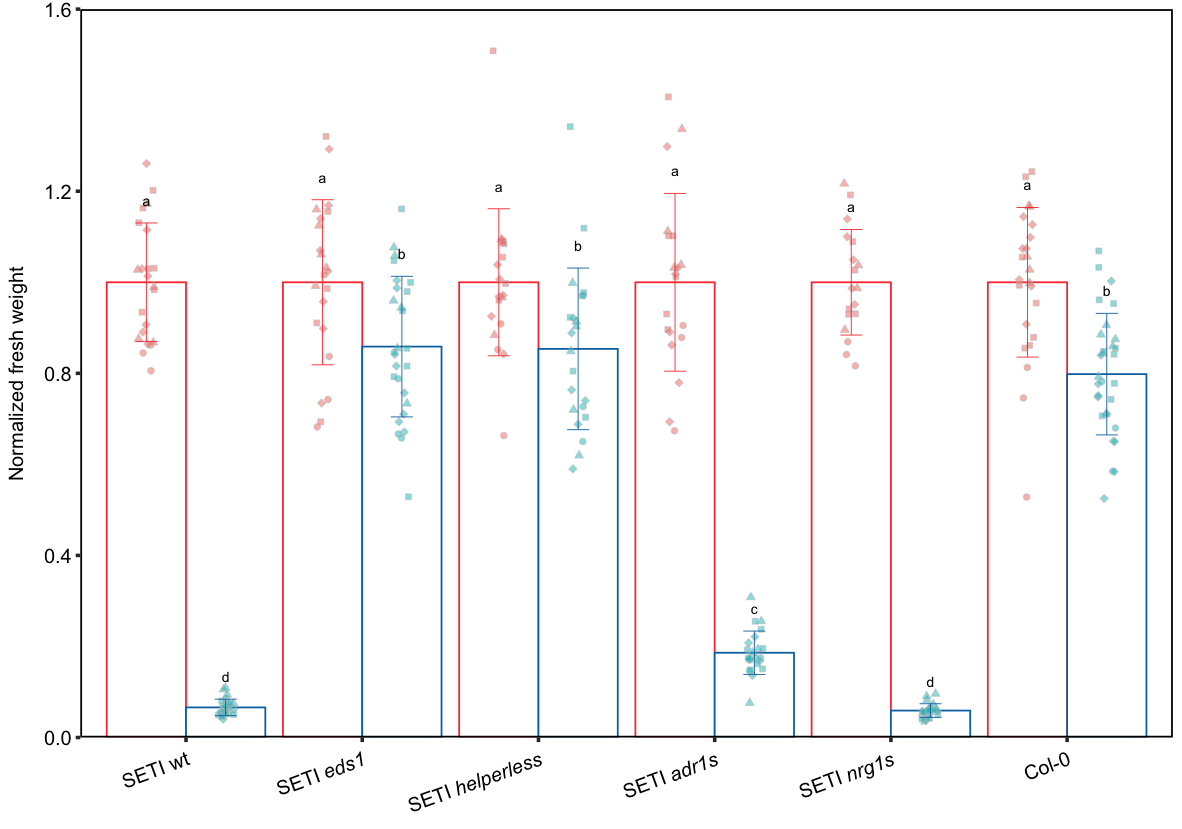 1.6
1.2
0.8
0.4
0.0
Normalized fresh weight
a
d
a
b
a
b
a
c
a
d
a
b
SETI wt
SETI eds1
SETI helperless
SETI adr1s
SETI nrg1s
Col-0